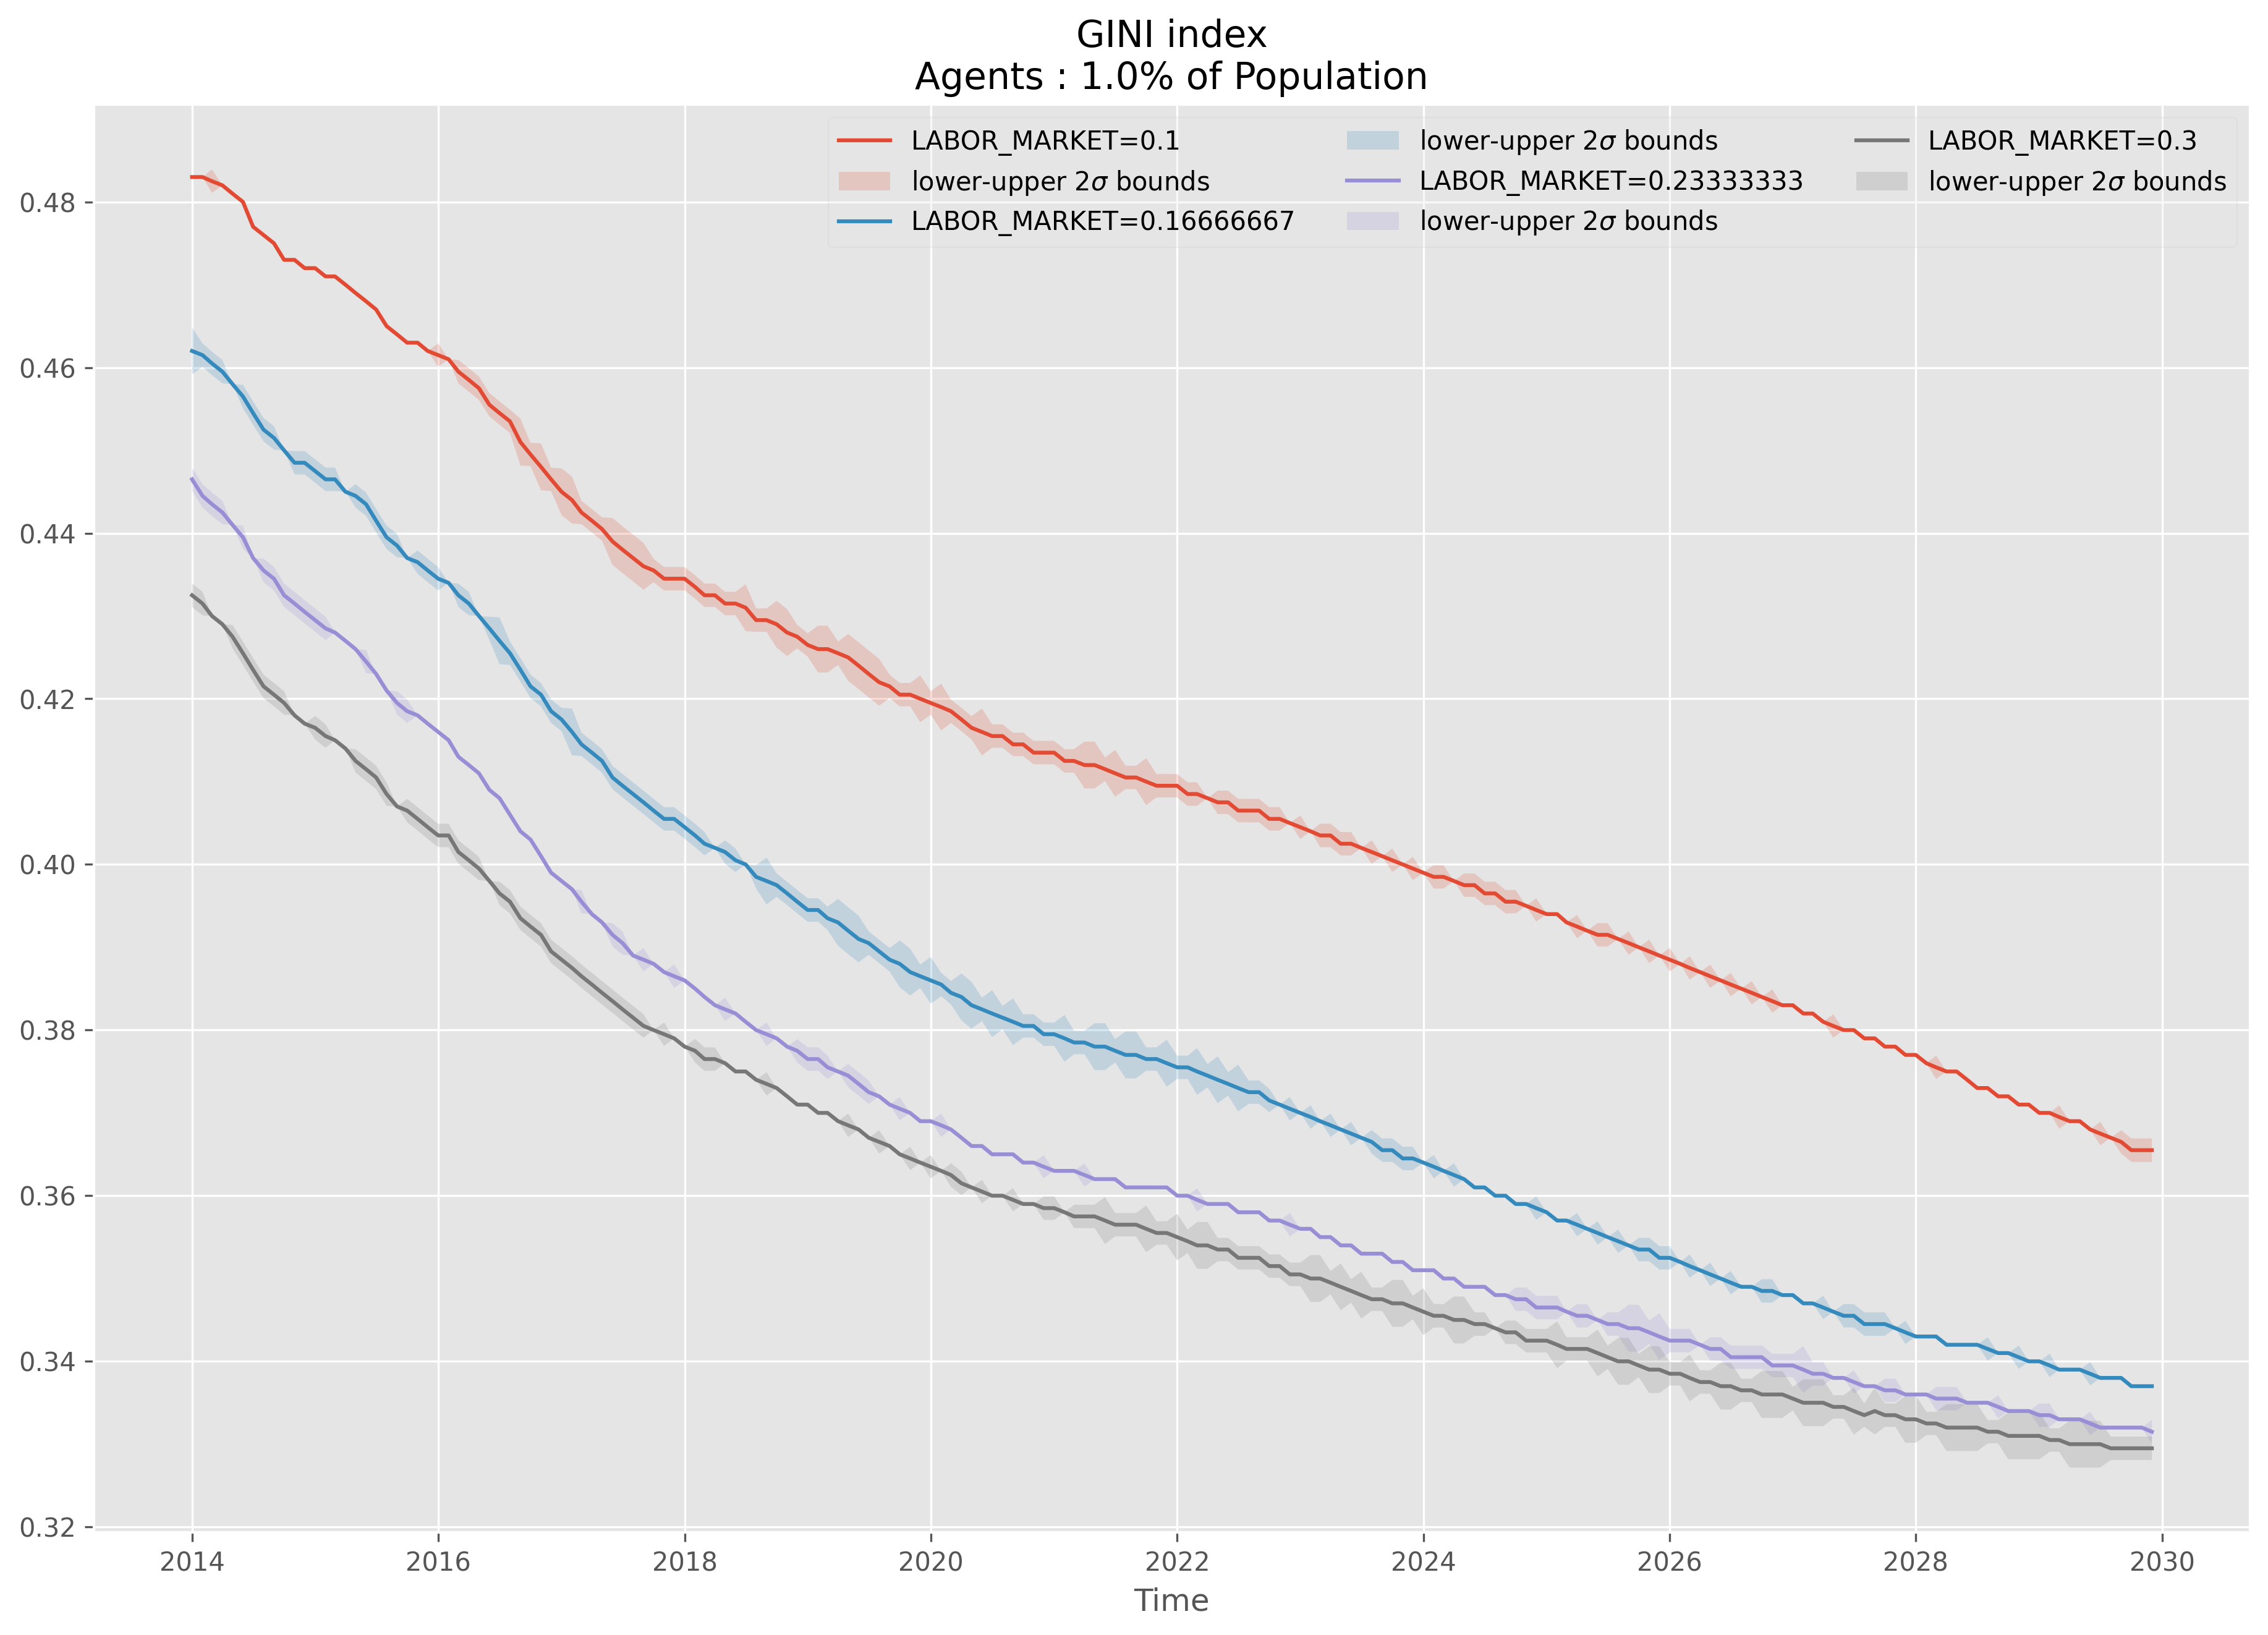 GINI index
Agents : 1.0% of Population
LABOR_MARKET=0.1
lower-upper 2σ bounds
LABOR_MARKET=0.16666667
lower-upper 2σ bounds
LABOR_MARKET=0.23333333
lower-upper 2σ bounds
LABOR_MARKET=0.3
lower-upper 2σ bounds
0.48
0.46
0.44
0.42
0.40
0.38
0.36
0.34
0.32
2014 2016 2018 2020 2022 2024 2026 2028 2030
Time